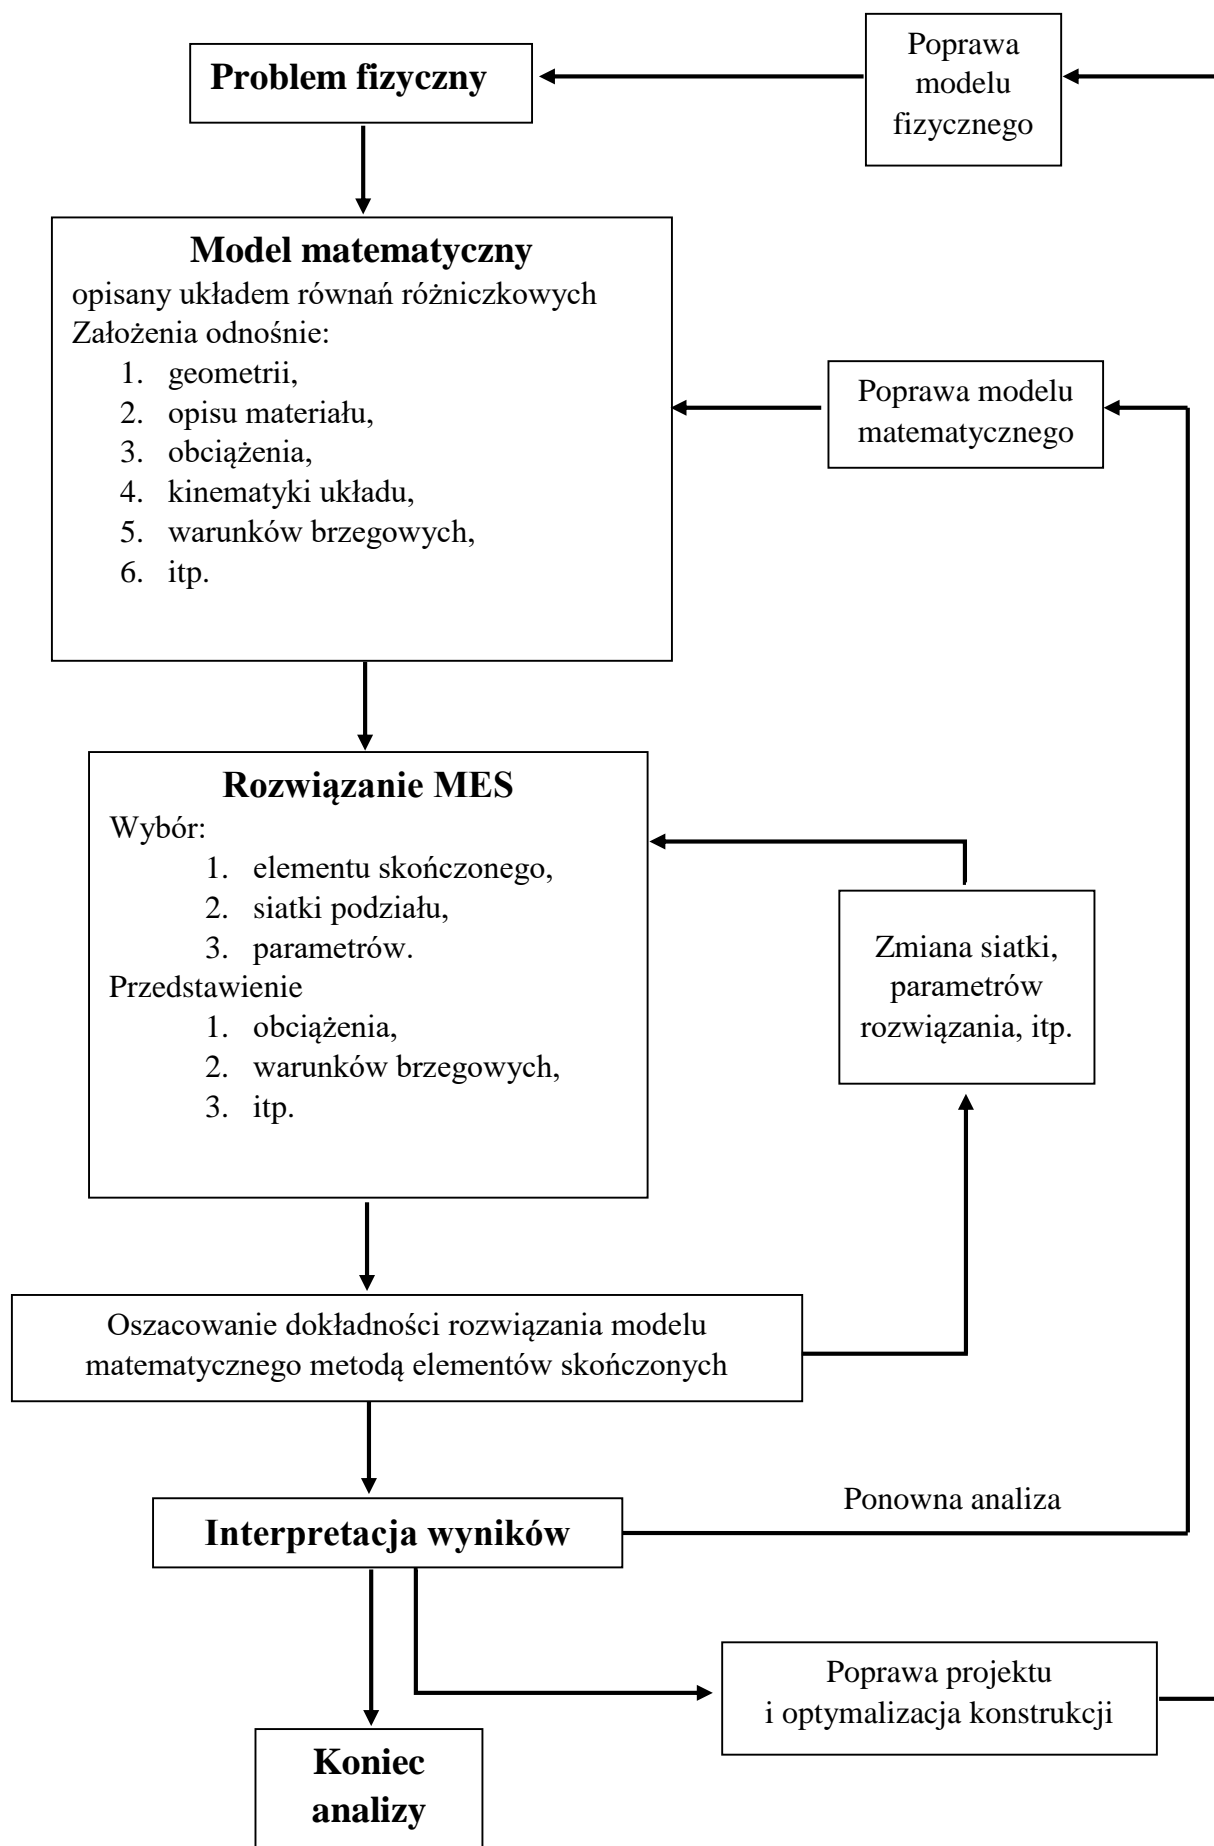 Problem fizyczny
Poprawa
modelu
fizycznego
Model matematyczny
opisany układem równań różniczkowych
Założenia odnośnie:
1. geometrii,
2. opisu materiału,
3. obciążenia,
4. kinematyki układu,
5. warunków brzegowych,
6. itp.
Poprawa modelu
matematycznego
Rozwiązanie MES
Wybór:
1. elementu skończonego,
2. siatki podziału,
3. parametrów.
Przedstawienie
1. obciążenia,
2. warunków brzegowych,
3. itp.
Zmiana siatki,
parametrów
rozwiązania, itp.
Oszacowanie dokładności rozwiązania modelu
matematycznego metodą elementów skończonych
Interpretacja wyników
Ponowna analiza
Poprawa projektu
i optymalizacja konstrukcji
Koniec
analizy